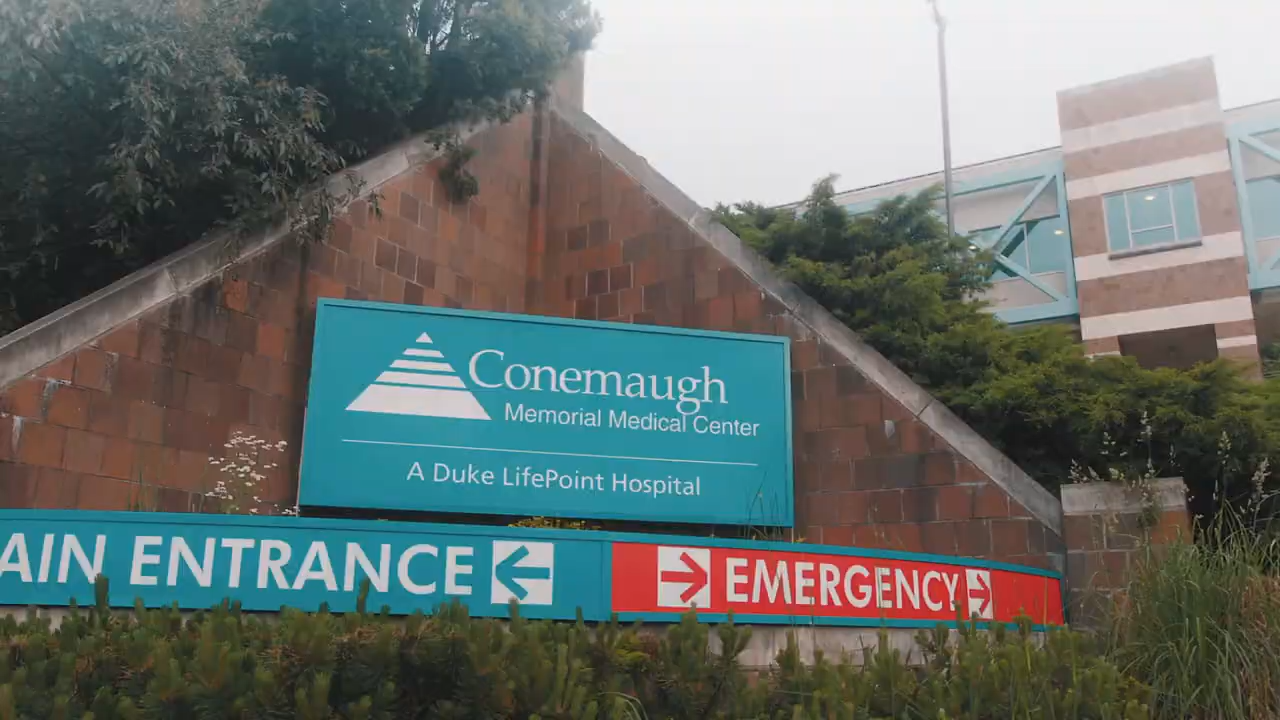 Conemaugh
Memorial Medical Center
A Duke LifePoint Hospital
AIN ENTRANCE
EMERGENCY